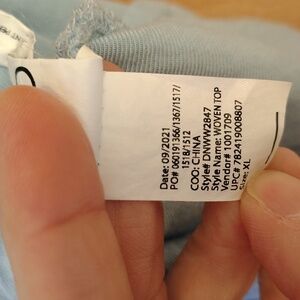 Date: 09/2021
PO# 060191366/1367/1517/
1518/1512
COO: CHINA
Style# DNWW2847
Style Name: WOVEN TOP
Vendor# 1001709
UPC# 782419008807
Size: XL